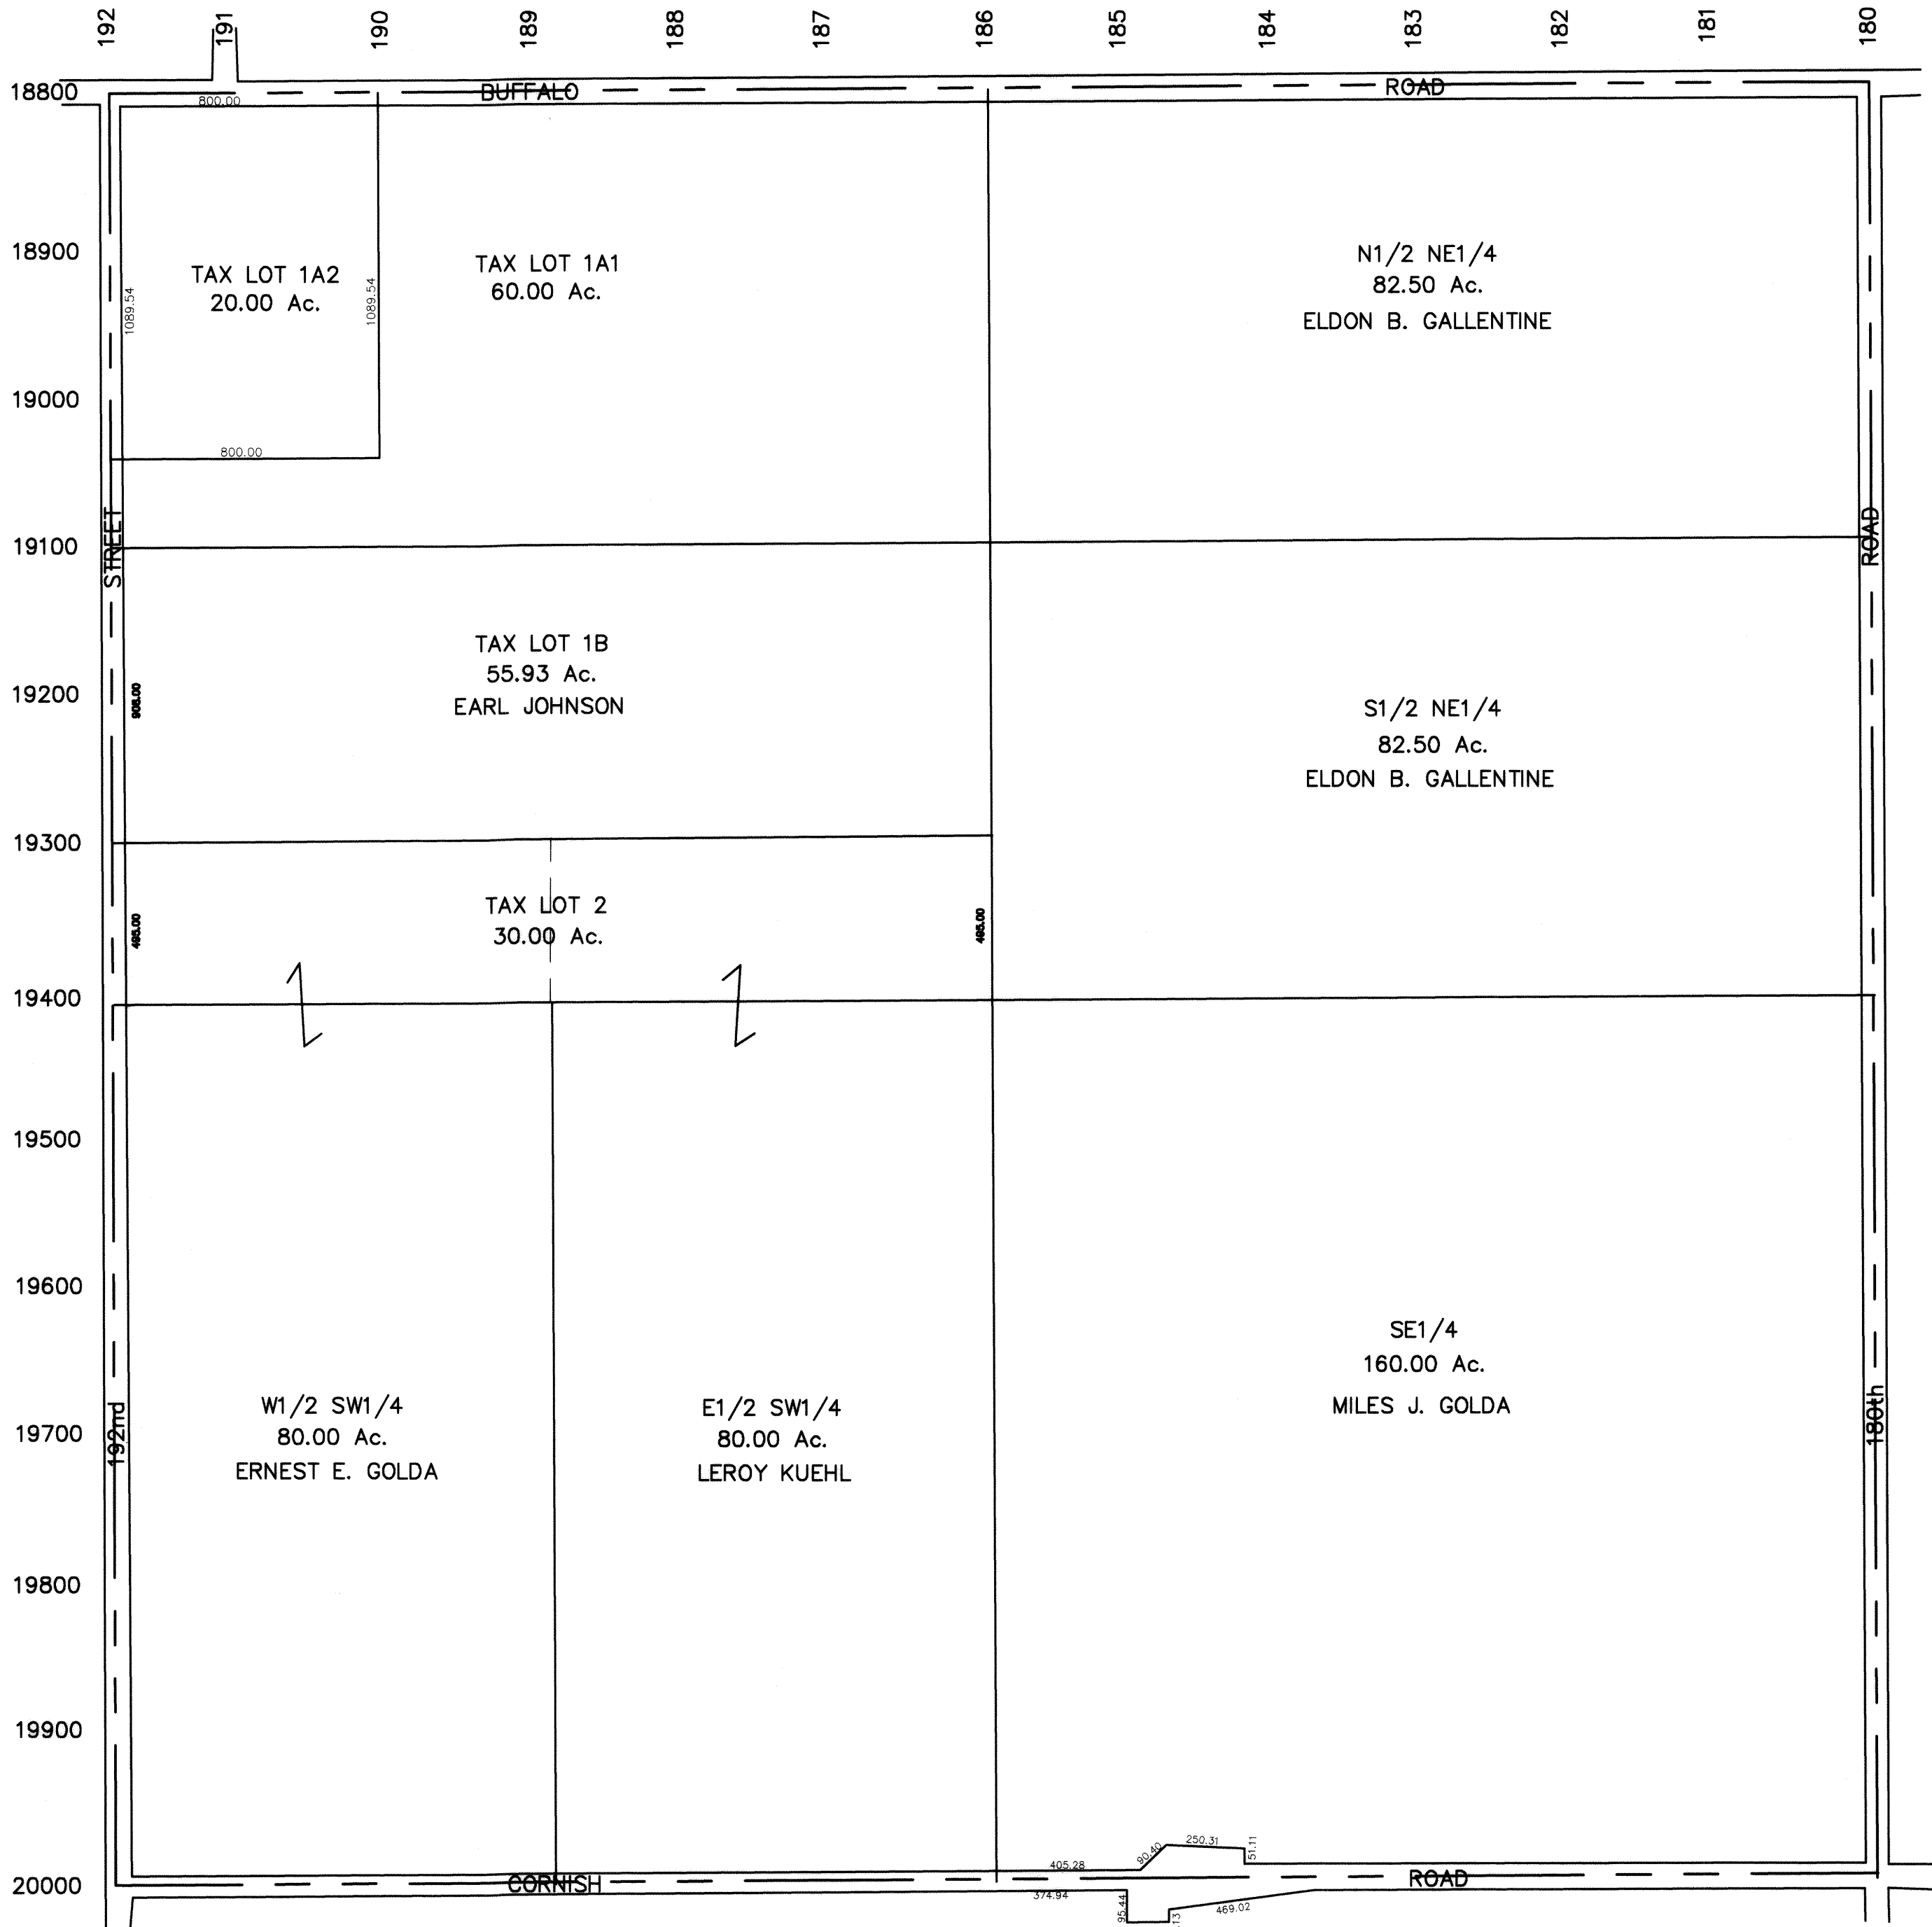 192
191
190
189
188
187
186
185
184
183
182
181
180
18800
BUFFALO
ROAD
800.00
18900
TAX LOT 1A2
20.00 Ac.
1089.54
1089.54
TAX LOT 1A1
60.00 Ac.
N1/2 NE1/4
82.50 Ac.
ELDON B. GALLENTINE
19000
800.00
19100
STREET
ROAD
TAX LOT 1B
55.93 Ac.
EARL JOHNSON
19200
S1/2 NE1/4
82.50 Ac.
ELDON B. GALLENTINE
19300
TAX LOT 2
30.00 Ac.
495.00
495.00
19400
19500
19600
SE1/4
160.00 Ac.
MILES J. GOLDA
192nd
W1/2 SW1/4
80.00 Ac.
ERNEST E. GOLDA
E1/2 SW1/4
80.00 Ac.
LEROY KUEHL
180th
19700
19800
19900
405.28
90.40
250.31
51.11
20000
CORNISH
ROAD
374.94
95.44
469.02